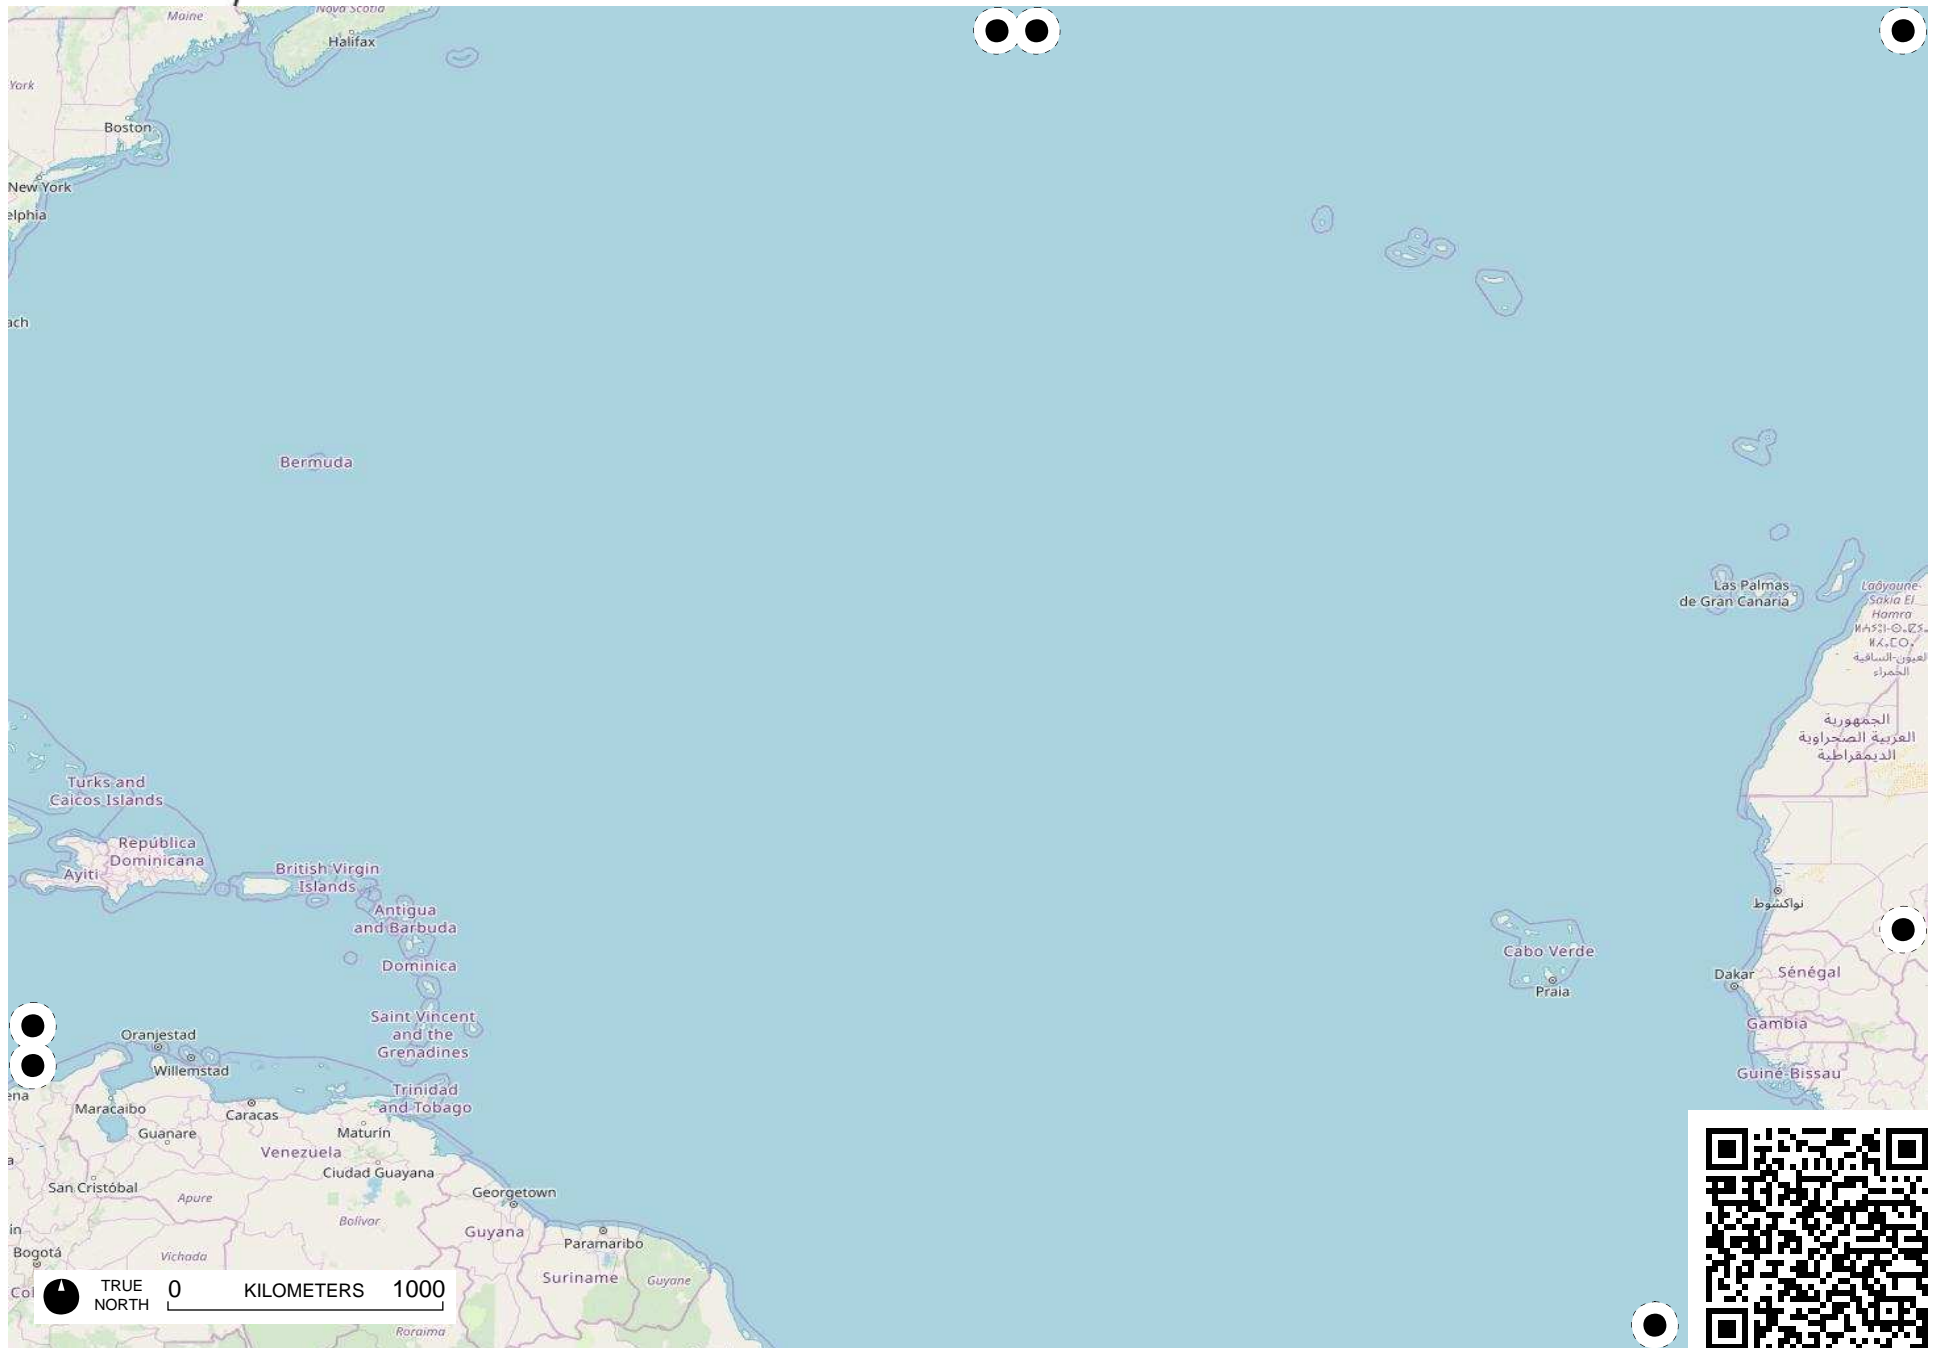 Nova Scotia
Maine
Halifax
York
Boston
New York
elphia
ach
Bermuda
Las Palmas
de Gran Canaria
Laâyoune-
Sakia El
Hamra
العيون-الساقية
الحمراء
الجمهورية
العربية الصحراوية
الديمقراطية
Turks and
Caicos Islands
República
Dominicana
Ayiti
British Virgin
Islands
Antigua
and Barbuda
Dominica
نواكشوط
Cabo Verde
Praia
Dakar
Sénégal
Saint Vincent
and the
Grenadines
Gambia
Oranjestad
Willemstad
Guiné-Bissau
Trinidad
and Tobago
ena
Maracaibo
Caracas
Guanare
Maturín
Venezuela
Ciudad Guayana
a
San Cristóbal
Apure
Georgetown
Bolívar
ín
Guyana
Paramaribo
Bogotá
Vichada
Suriname
Guyane
Col
TRUE
NORTH
0 KILOMETERS 1000
Roraima